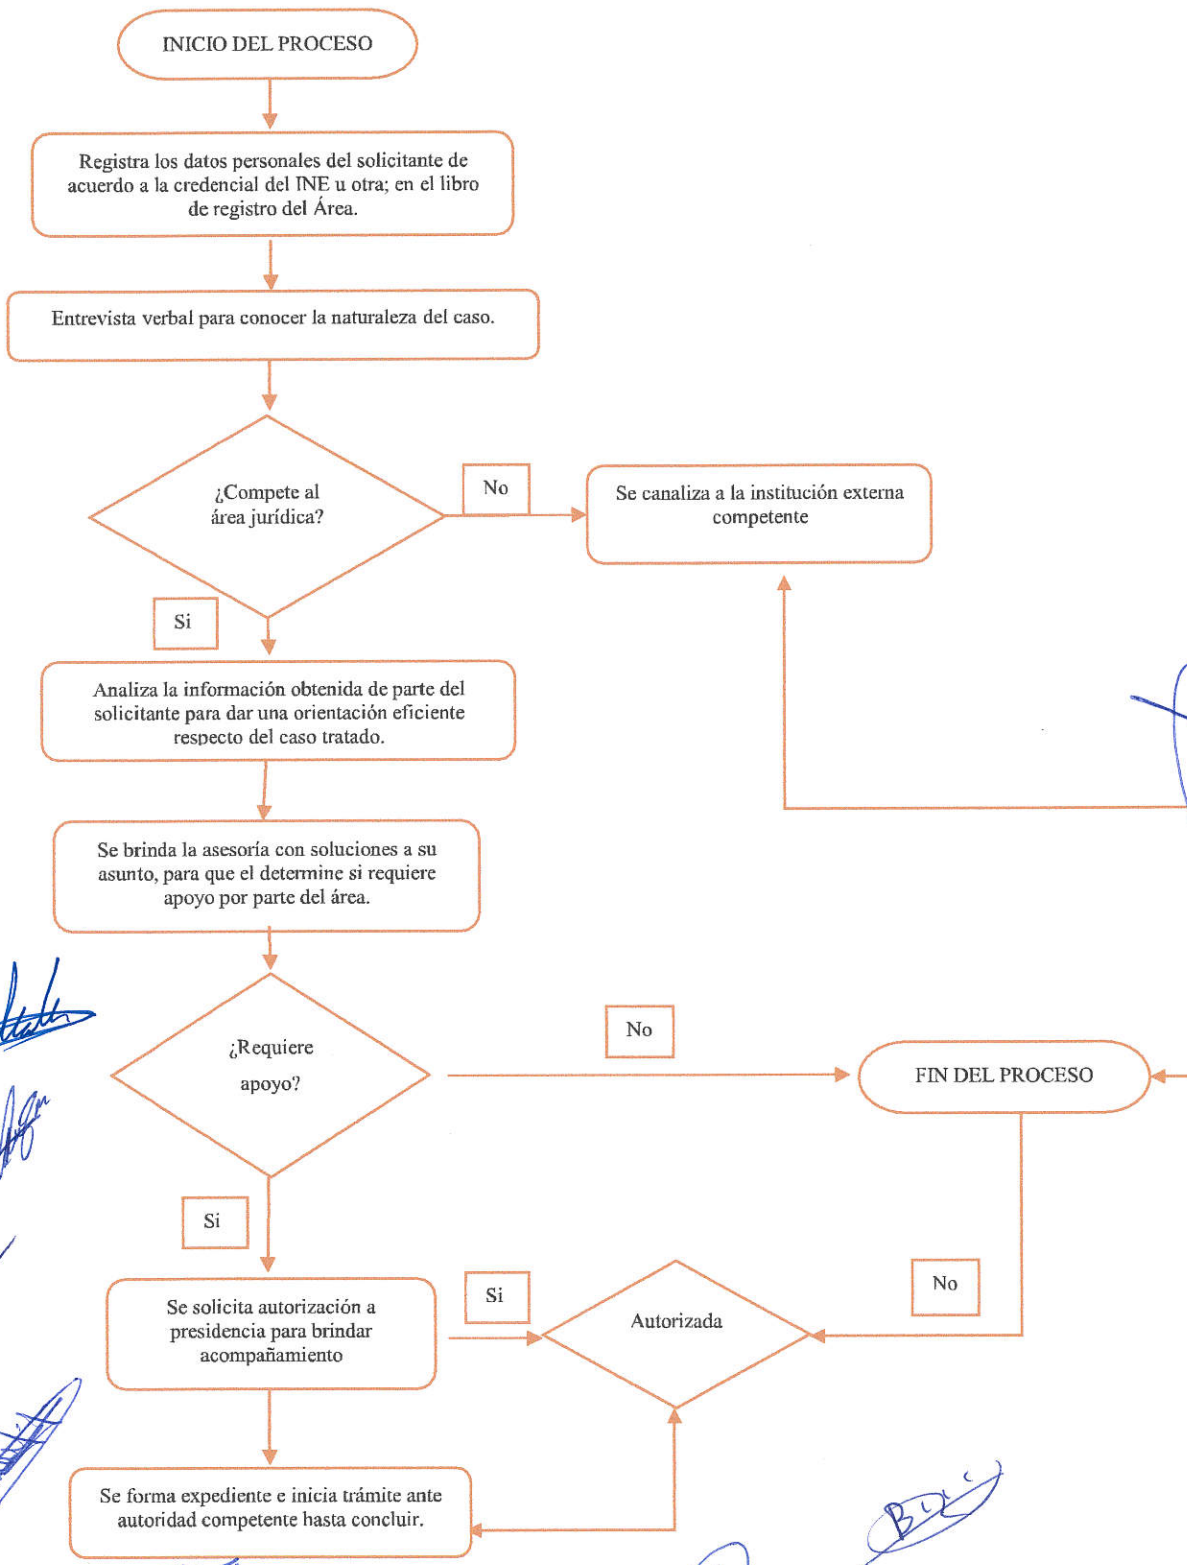 INICIO DEL PROCESO
Registra los datos personales del solicitante de
acuerdo a la credencial del INE u otra; en el libro
de registro del Área.
Entrevista verbal para conocer la naturaleza del caso.
¿Compete al
área jurídica?
No
Se canaliza a la institución externa
competente
Si
Analiza la información obtenida de parte del
solicitante para dar una orientación eficiente
respecto del caso tratado.
Se brinda la asesoría con soluciones a su
asunto, para que el determine si requiere
apoyo por parte del área.
¿Requiere
apoyo?
No
FIN DEL PROCESO
Si
Se solicita autorización a
presidencia para brindar
acompañamiento
Si
Autorizada
No
Se forma expediente e inicia trámite ante
autoridad competente hasta concluir.